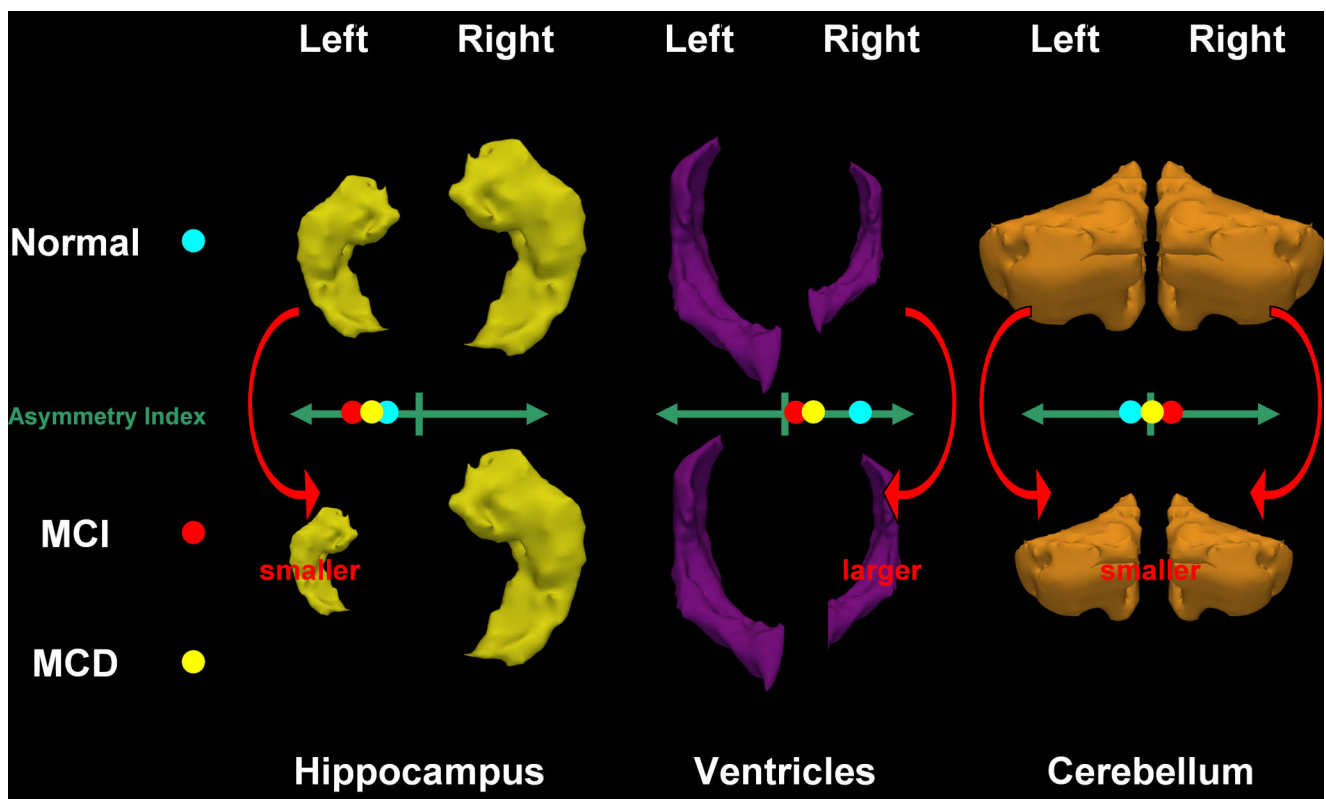 Left Right Left Right Left Right
Normal
Asymmetry Index
MCI
smaller larger smaller
MCD
Hippocampus Ventricles Cerebellum